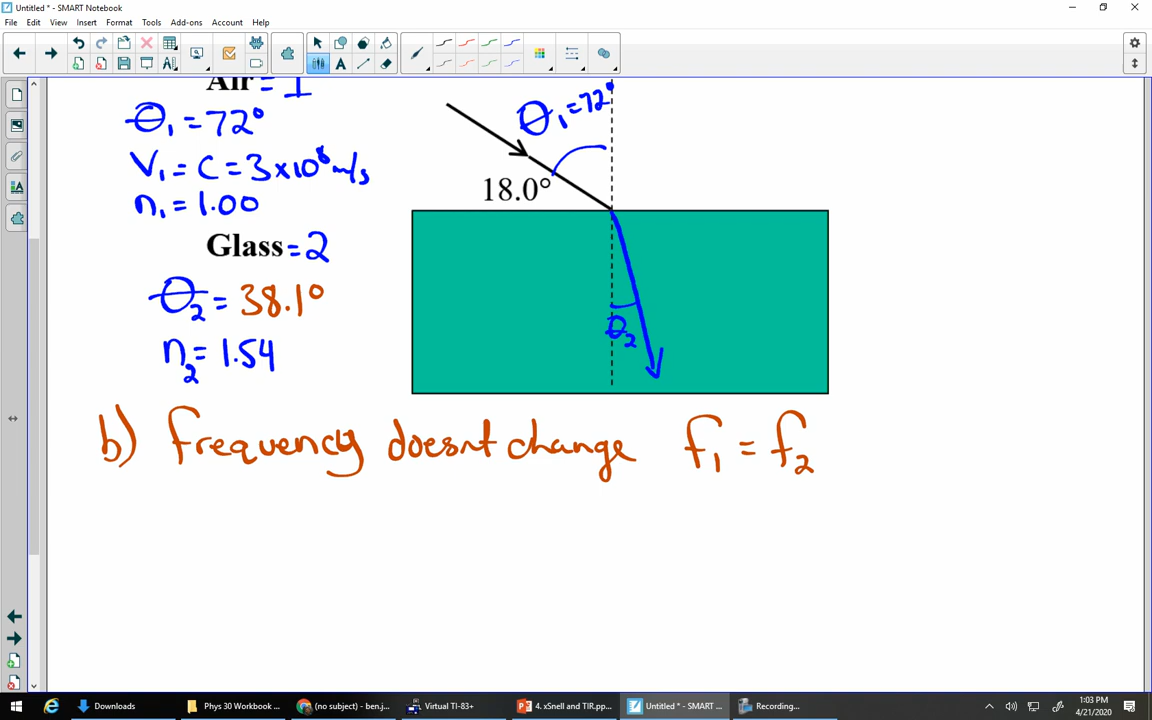 Untitled * - SMART Notebook
File Edit View Insert Format Tools Add-ons Account Help
Air = 1
θ₁ = 72°
V₁ = C = 3x10⁸ m/s
n₁ = 1.00
Glass = 2
θ₂ = 38.1°
n₂ = 1.54
θ₁ = 72°
18.0°
θ₂
b) frequency doesnt change f₁ = f₂
Downloads
Phys 30 Workbook ...
(no subject) - ben.j...
Virtual TI-83+
4. xSnell and TIR.pp...
Untitled * - SMART ...
Recording...
1:03 PM
4/21/2020